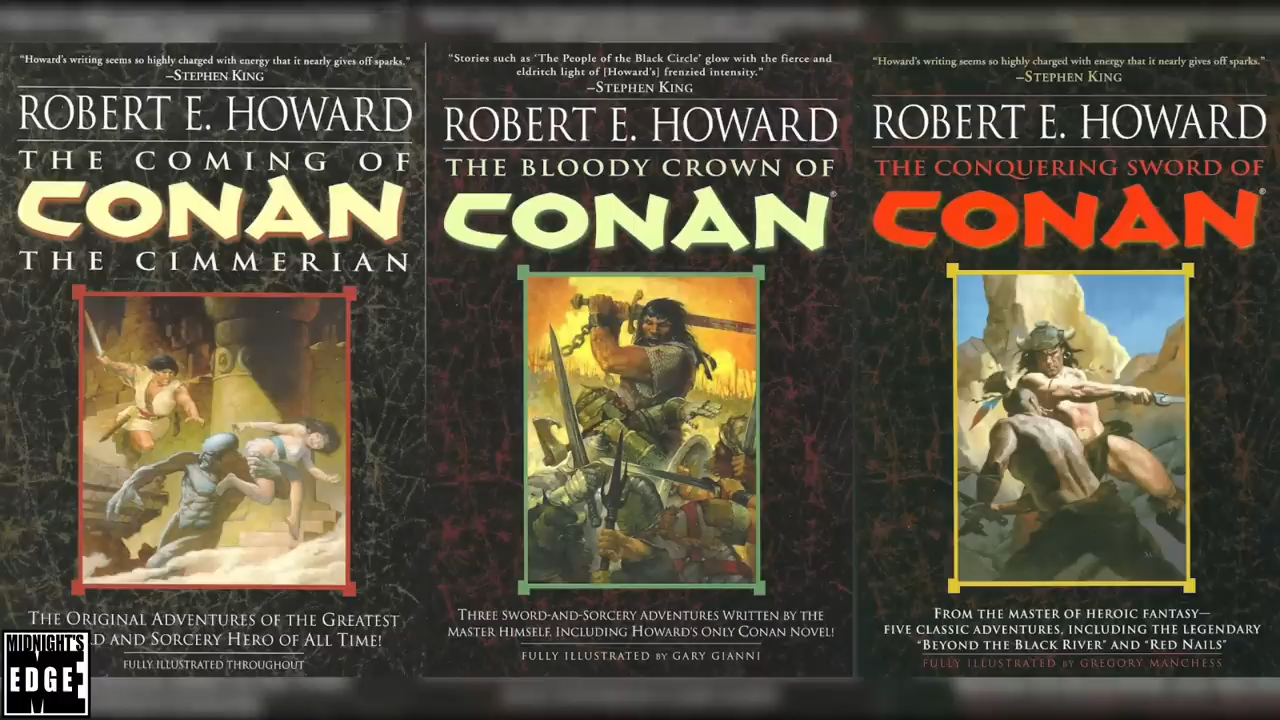 "Howard's writing seems so highly charged with energy that it nearly gives off sparks."
—Stephen King
Robert E. Howard
The Coming of
Conan
The Cimmerian
The Original Adventures of the Greatest
and Sorcery Hero of All Time!
Fully Illustrated Throughout
"Stories such as 'The People of the Black Circle' glow with the fierce and
eldritch light of [Howard's] frenzied intensity."
—Stephen King
Robert E. Howard
The Bloody Crown of
Conan®
Three Sword-and-Sorcery Adventures Written by the
Master Himself, Including Howard's Only Conan Novel!
Fully Illustrated by Gary Gianni
"Howard's writing seems so highly charged with energy that it nearly gives off sparks."
—Stephen King
Robert E. Howard
The Conquering Sword of
Conan®
From the Master of Heroic Fantasy—
Five Classic Adventures, Including the Legendary
"Beyond the Black River" and "Red Nails"
Fully Illustrated by Gregory Manchess
MIDNIGHT'S
EDGE